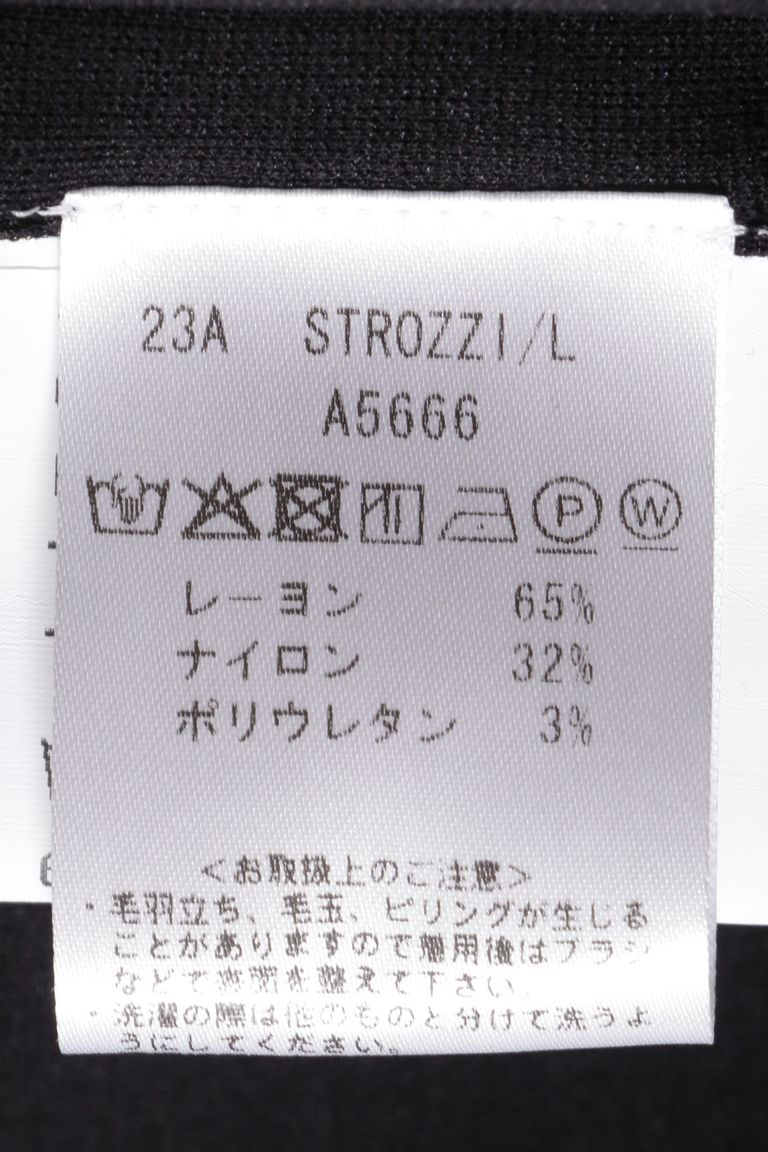 23A STROZZI/L
A5666
P W
レーヨン 65%
ナイロン 32%
ポリウレタン 3%
<お取扱上のご注意>
・毛羽立ち、毛玉、ピリングが生じる
ことがありますので着用後はブラシ
などで表面を整えて下さい。
・洗濯の際は他のものと分けて洗うよ
うにしてください。